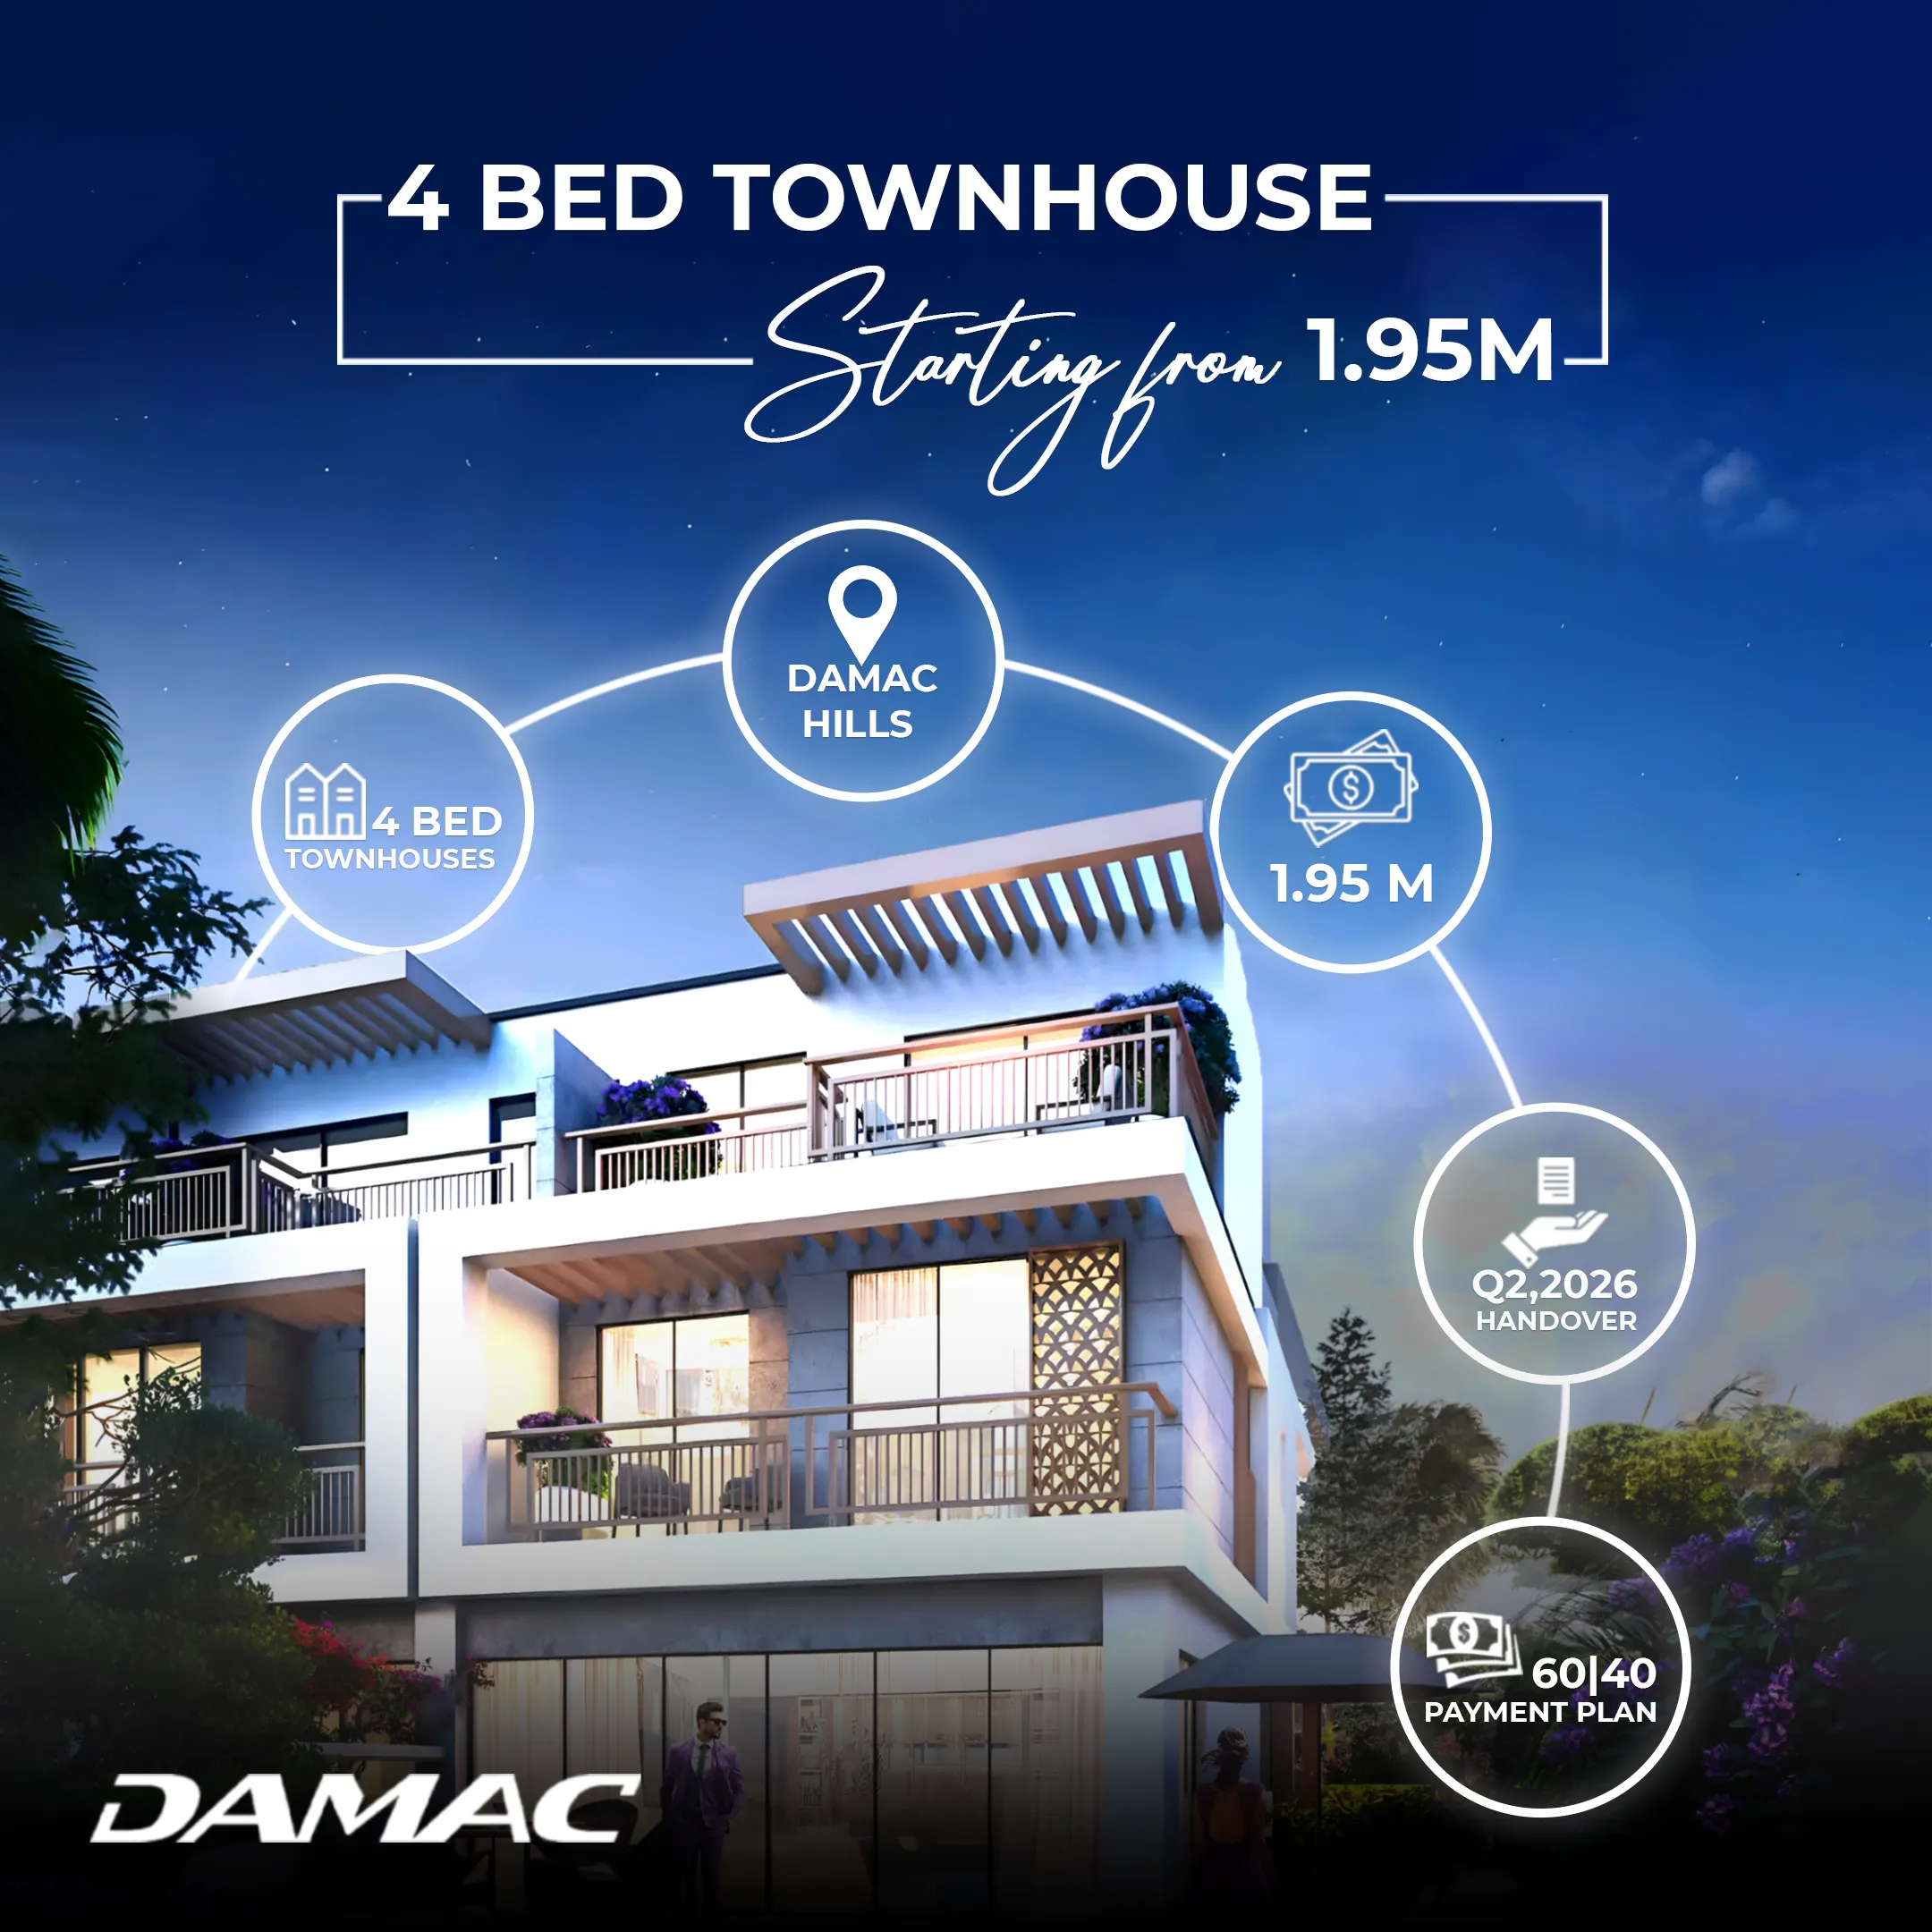 4 BED TOWNHOUSE
Starting from 1.95M
DAMAC
HILLS
4 BED
TOWNHOUSES
1.95 M
Q2,2026
HANDOVER
60|40
PAYMENT PLAN
DAMAC